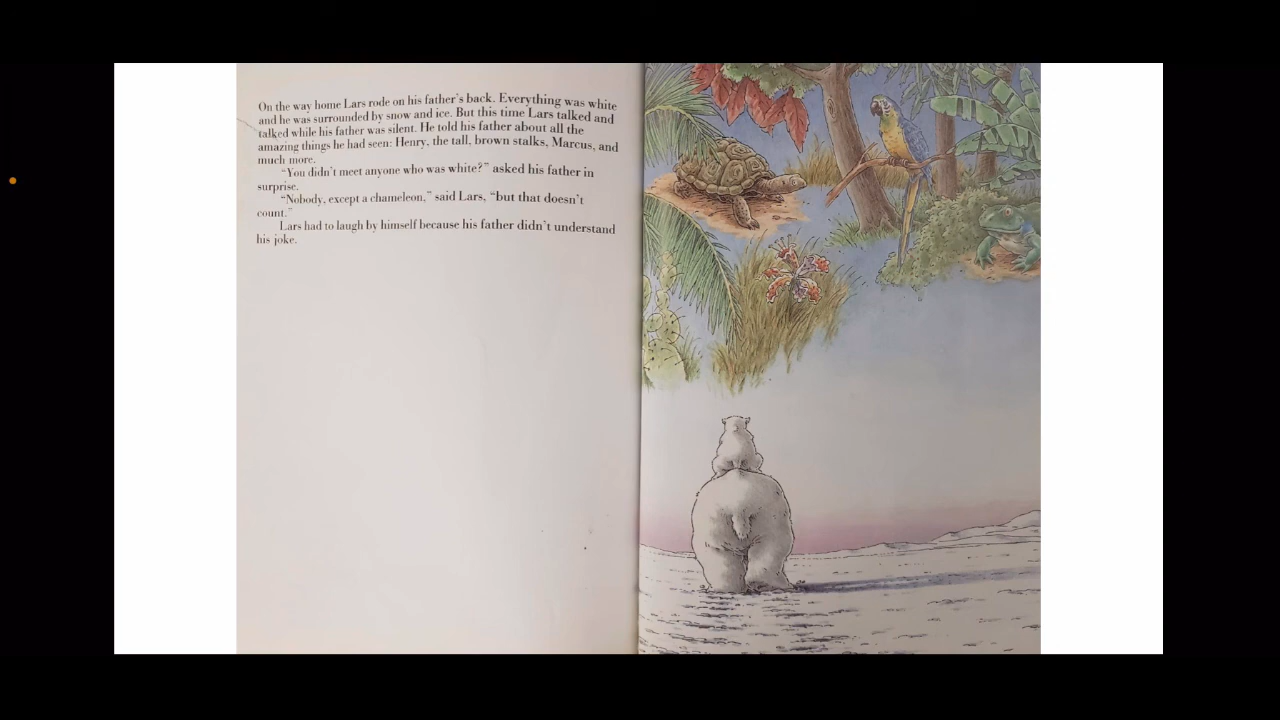 On the way home Lars rode on his father's back. Everything was white
and he was surrounded by snow and ice. But this time Lars talked and
talked while his father was silent. He told his father about all the
amazing things he had seen: Henry, the tall, brown stalks, Marcus, and
much more.
"You didn't meet anyone who was white?" asked his father in
surprise.
"Nobody, except a chameleon," said Lars, "but that doesn't
count."
Lars had to laugh by himself because his father didn't understand
his joke.